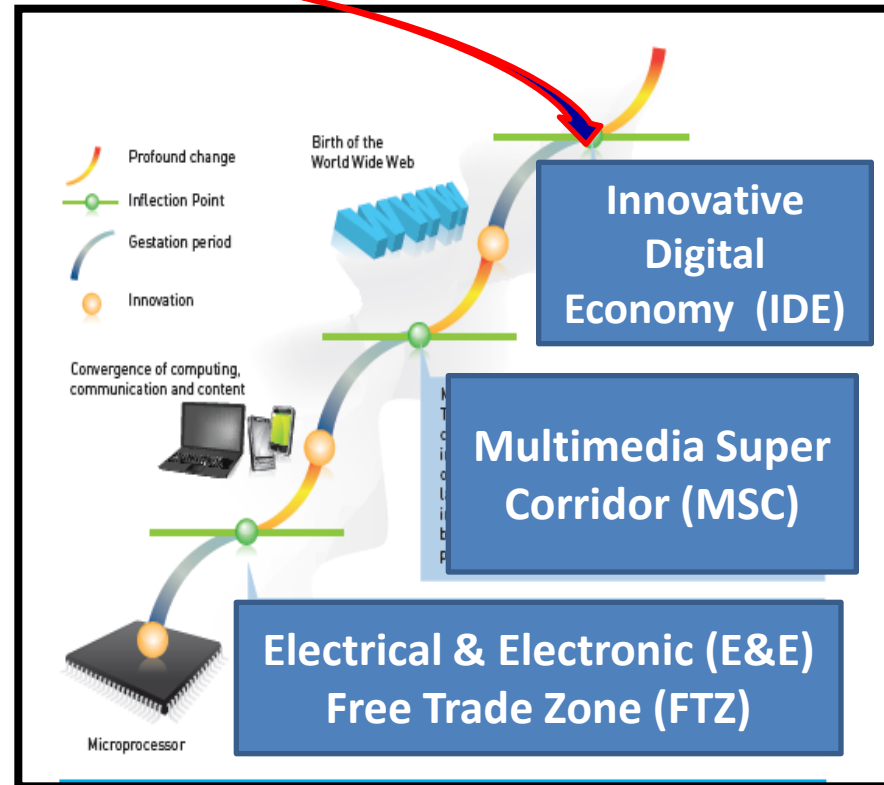 Profound change
Inflection Point
Gestation period
Innovation
Birth of the
World Wide Web
WWW
Innovative
Digital
Economy (IDE)
Convergence of computing,
communication and content
Multimedia Super
Corridor (MSC)
Electrical & Electronic (E&E)
Free Trade Zone (FTZ)
Microprocessor